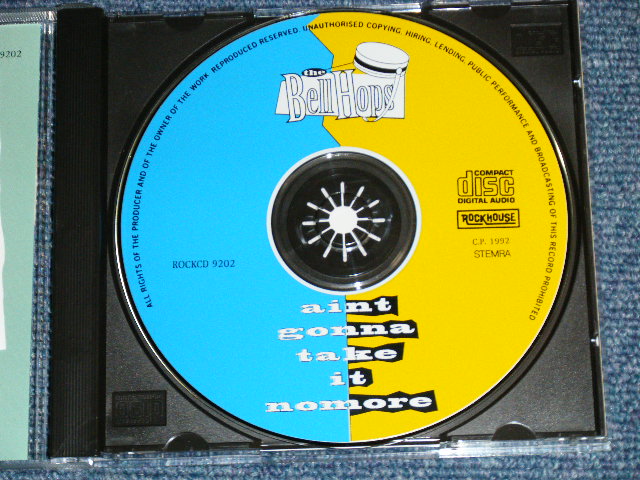 9202
ALL RIGHTS OF THE PRODUCER AND OF THE OWNER OF THE WORK REPRODUCED RESERVED. UNAUTHORISED COPYING, HIRING, LENDING, PUBLIC PERFORMANCE AND BROADCASTING OF THIS RECORD PROHIBITED
the
BellHops
COMPACT
disc
DIGITAL AUDIO
ROCKHOUSE
C.P. 1992
STEMRA
ROCKCD 9202
aint
gonna
take
it
nomore